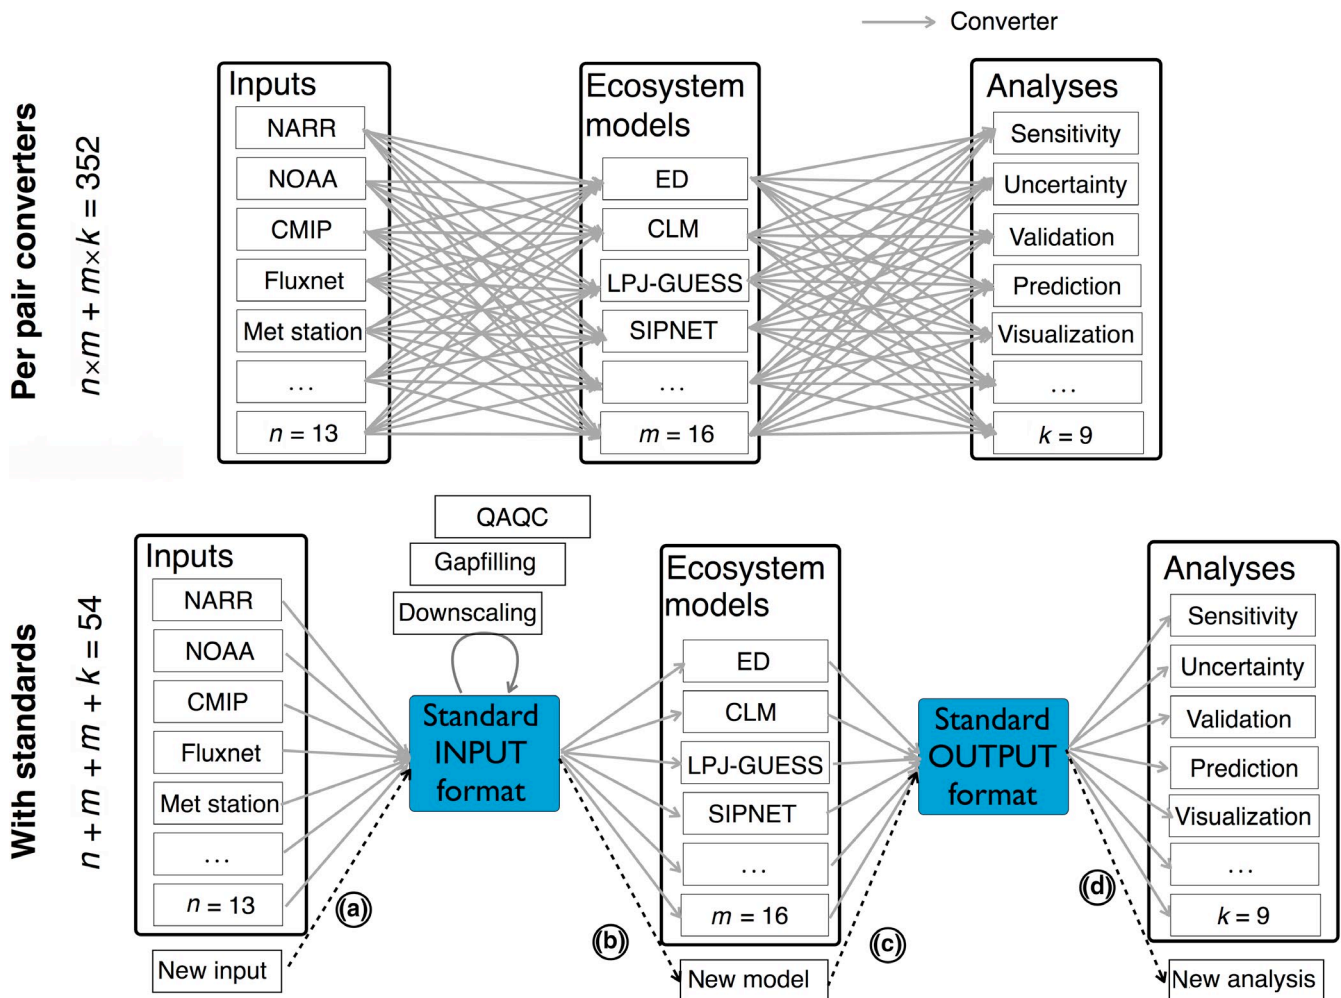 Converter
Per pair converters
n×m + m×k = 352
Inputs
NARR
NOAA
CMIP
Fluxnet
Met station
...
n = 13
Ecosystem
models
ED
CLM
LPJ-GUESS
SIPNET
...
m = 16
Analyses
Sensitivity
Uncertainty
Validation
Prediction
Visualization
...
k = 9
With standards
n + m + m + k = 54
Inputs
NARR
NOAA
CMIP
Fluxnet
Met station
...
n = 13
New input
(a)
QAQC
Gapfilling
Downscaling
Standard
INPUT
format
(b)
Ecosystem
models
ED
CLM
LPJ-GUESS
SIPNET
...
m = 16
New model
(c)
Standard
OUTPUT
format
(d)
Analyses
Sensitivity
Uncertainty
Validation
Prediction
Visualization
...
k = 9
New analysis